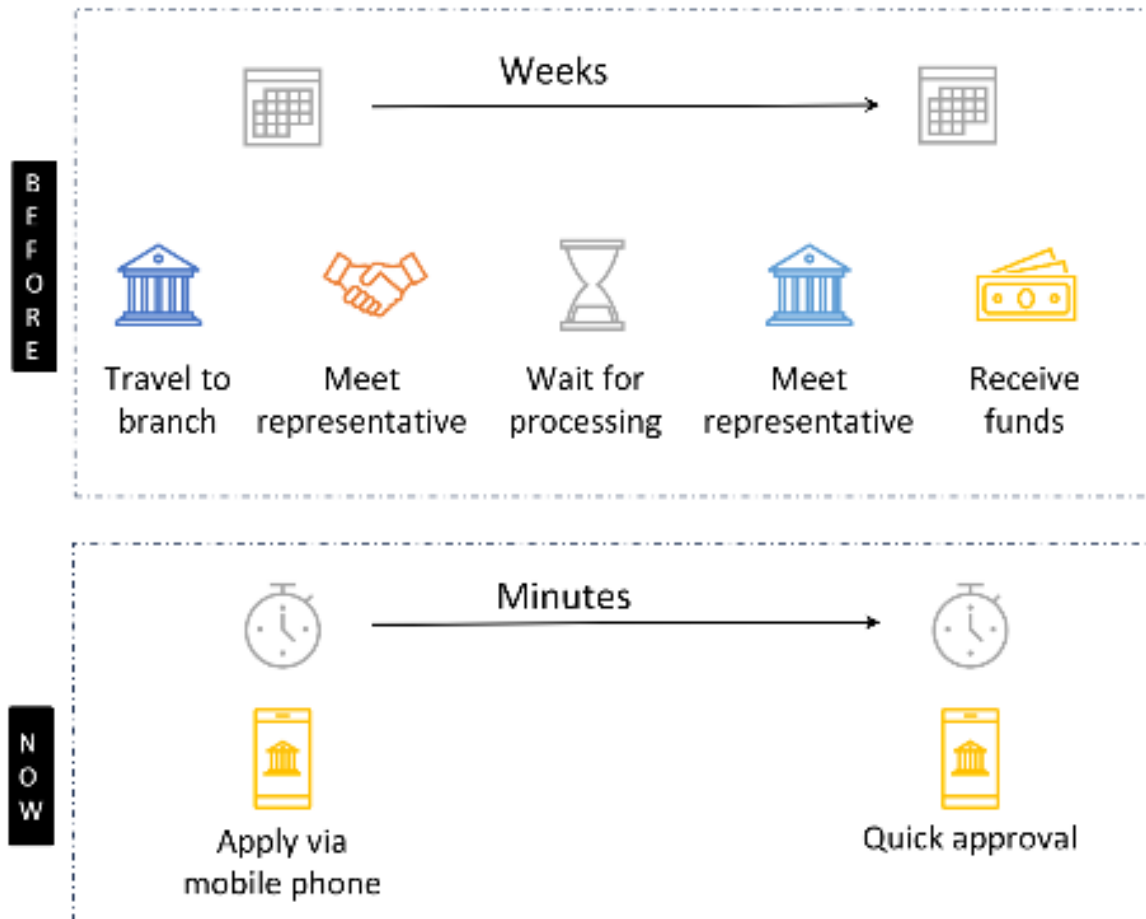 BEFORE
Weeks
Travel to
branch
Meet
representative
Wait for
processing
Meet
representative
Receive
funds
NOW
Minutes
Apply via
mobile phone
Quick approval